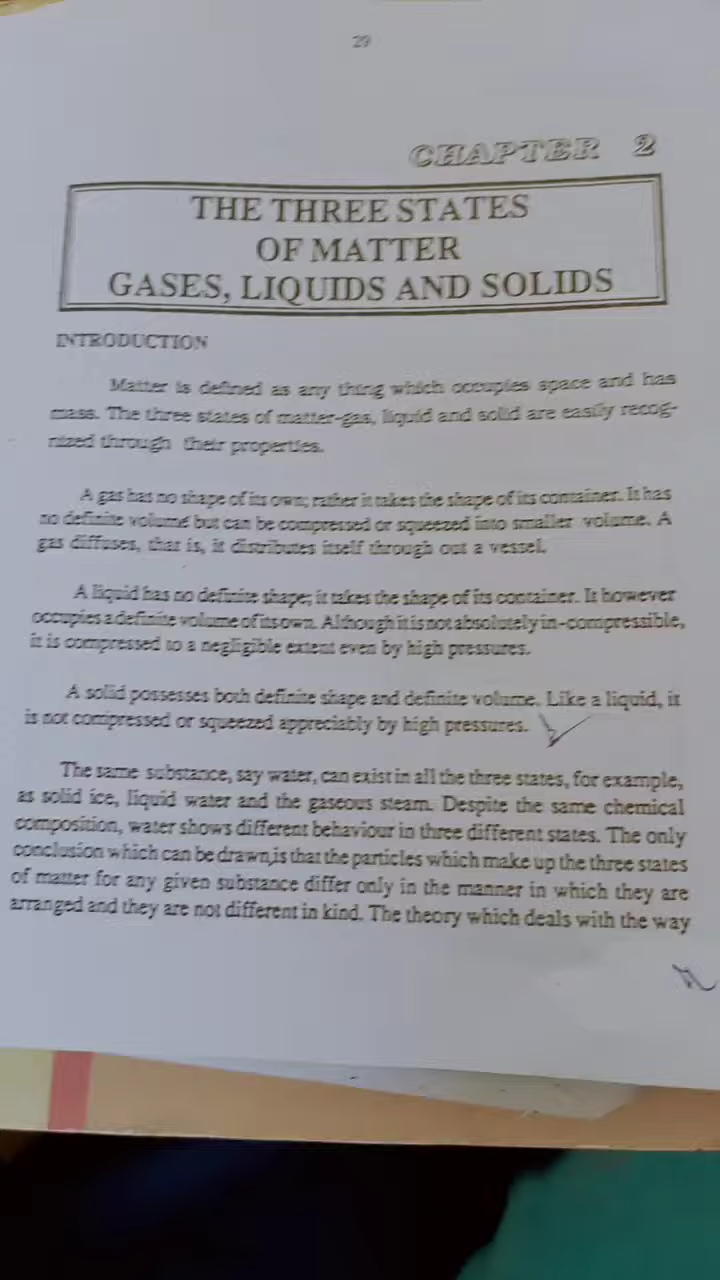 29
CHAPTER 2
THE THREE STATES
OF MATTER
GASES, LIQUIDS AND SOLIDS
INTRODUCTION
Matter is defined as any thing which occupies space and has
mass. The three states of matter-gas, liquid and solid are easily recog-
nized through their properties.
A gas has no shape of its own; rather it takes the shape of its container. It has
no definite volume but can be compressed or squeezed into smaller volume. A
gas diffuses, that is, it distributes itself through out a vessel.
A liquid has no definite shape; it takes the shape of its container. It however
occupies a definite volume of its own. Although it is not absolutely in-compressible,
it is compressed to a negligible extent even by high pressures.
A solid possesses both definite shape and definite volume. Like a liquid, it
is not compressed or squeezed appreciably by high pressures.
The same substance, say water, can exist in all the three states, for example,
as solid ice, liquid water and the gaseous steam. Despite the same chemical
composition, water shows different behaviour in three different states. The only
conclusion which can be drawn,is that the particles which make up the three states
of matter for any given substance differ only in the manner in which they are
arranged and they are not different in kind. The theory which deals with the way